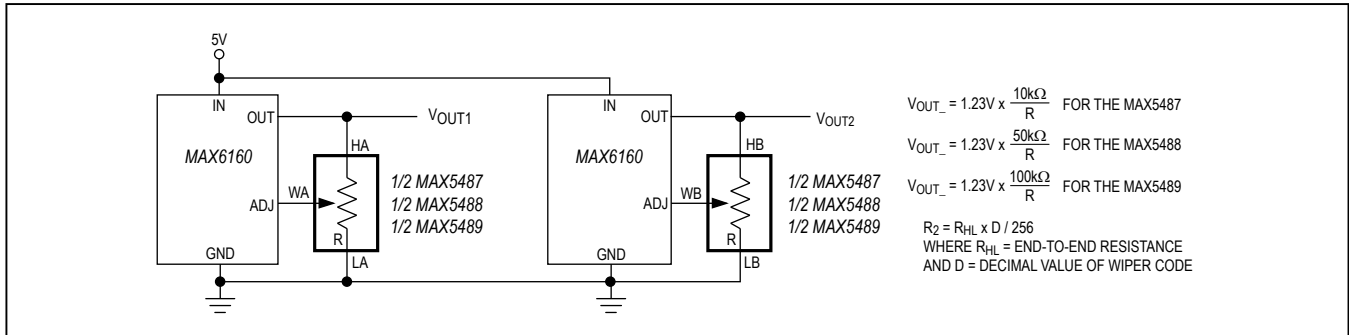 5V
IN
OUT
VOUT1
MAX6160
HA
WA
ADJ
R
LA
GND
1/2 MAX5487
1/2 MAX5488
1/2 MAX5489
IN
OUT
VOUT2
MAX6160
HB
WB
ADJ
R
LB
GND
1/2 MAX5487
1/2 MAX5488
1/2 MAX5489
VOUT_ = 1.23V x 10kΩ / R FOR THE MAX5487
VOUT_ = 1.23V x 50kΩ / R FOR THE MAX5488
VOUT_ = 1.23V x 100kΩ / R FOR THE MAX5489
R2 = RHL x D / 256
WHERE RHL = END-TO-END RESISTANCE
AND D = DECIMAL VALUE OF WIPER CODE